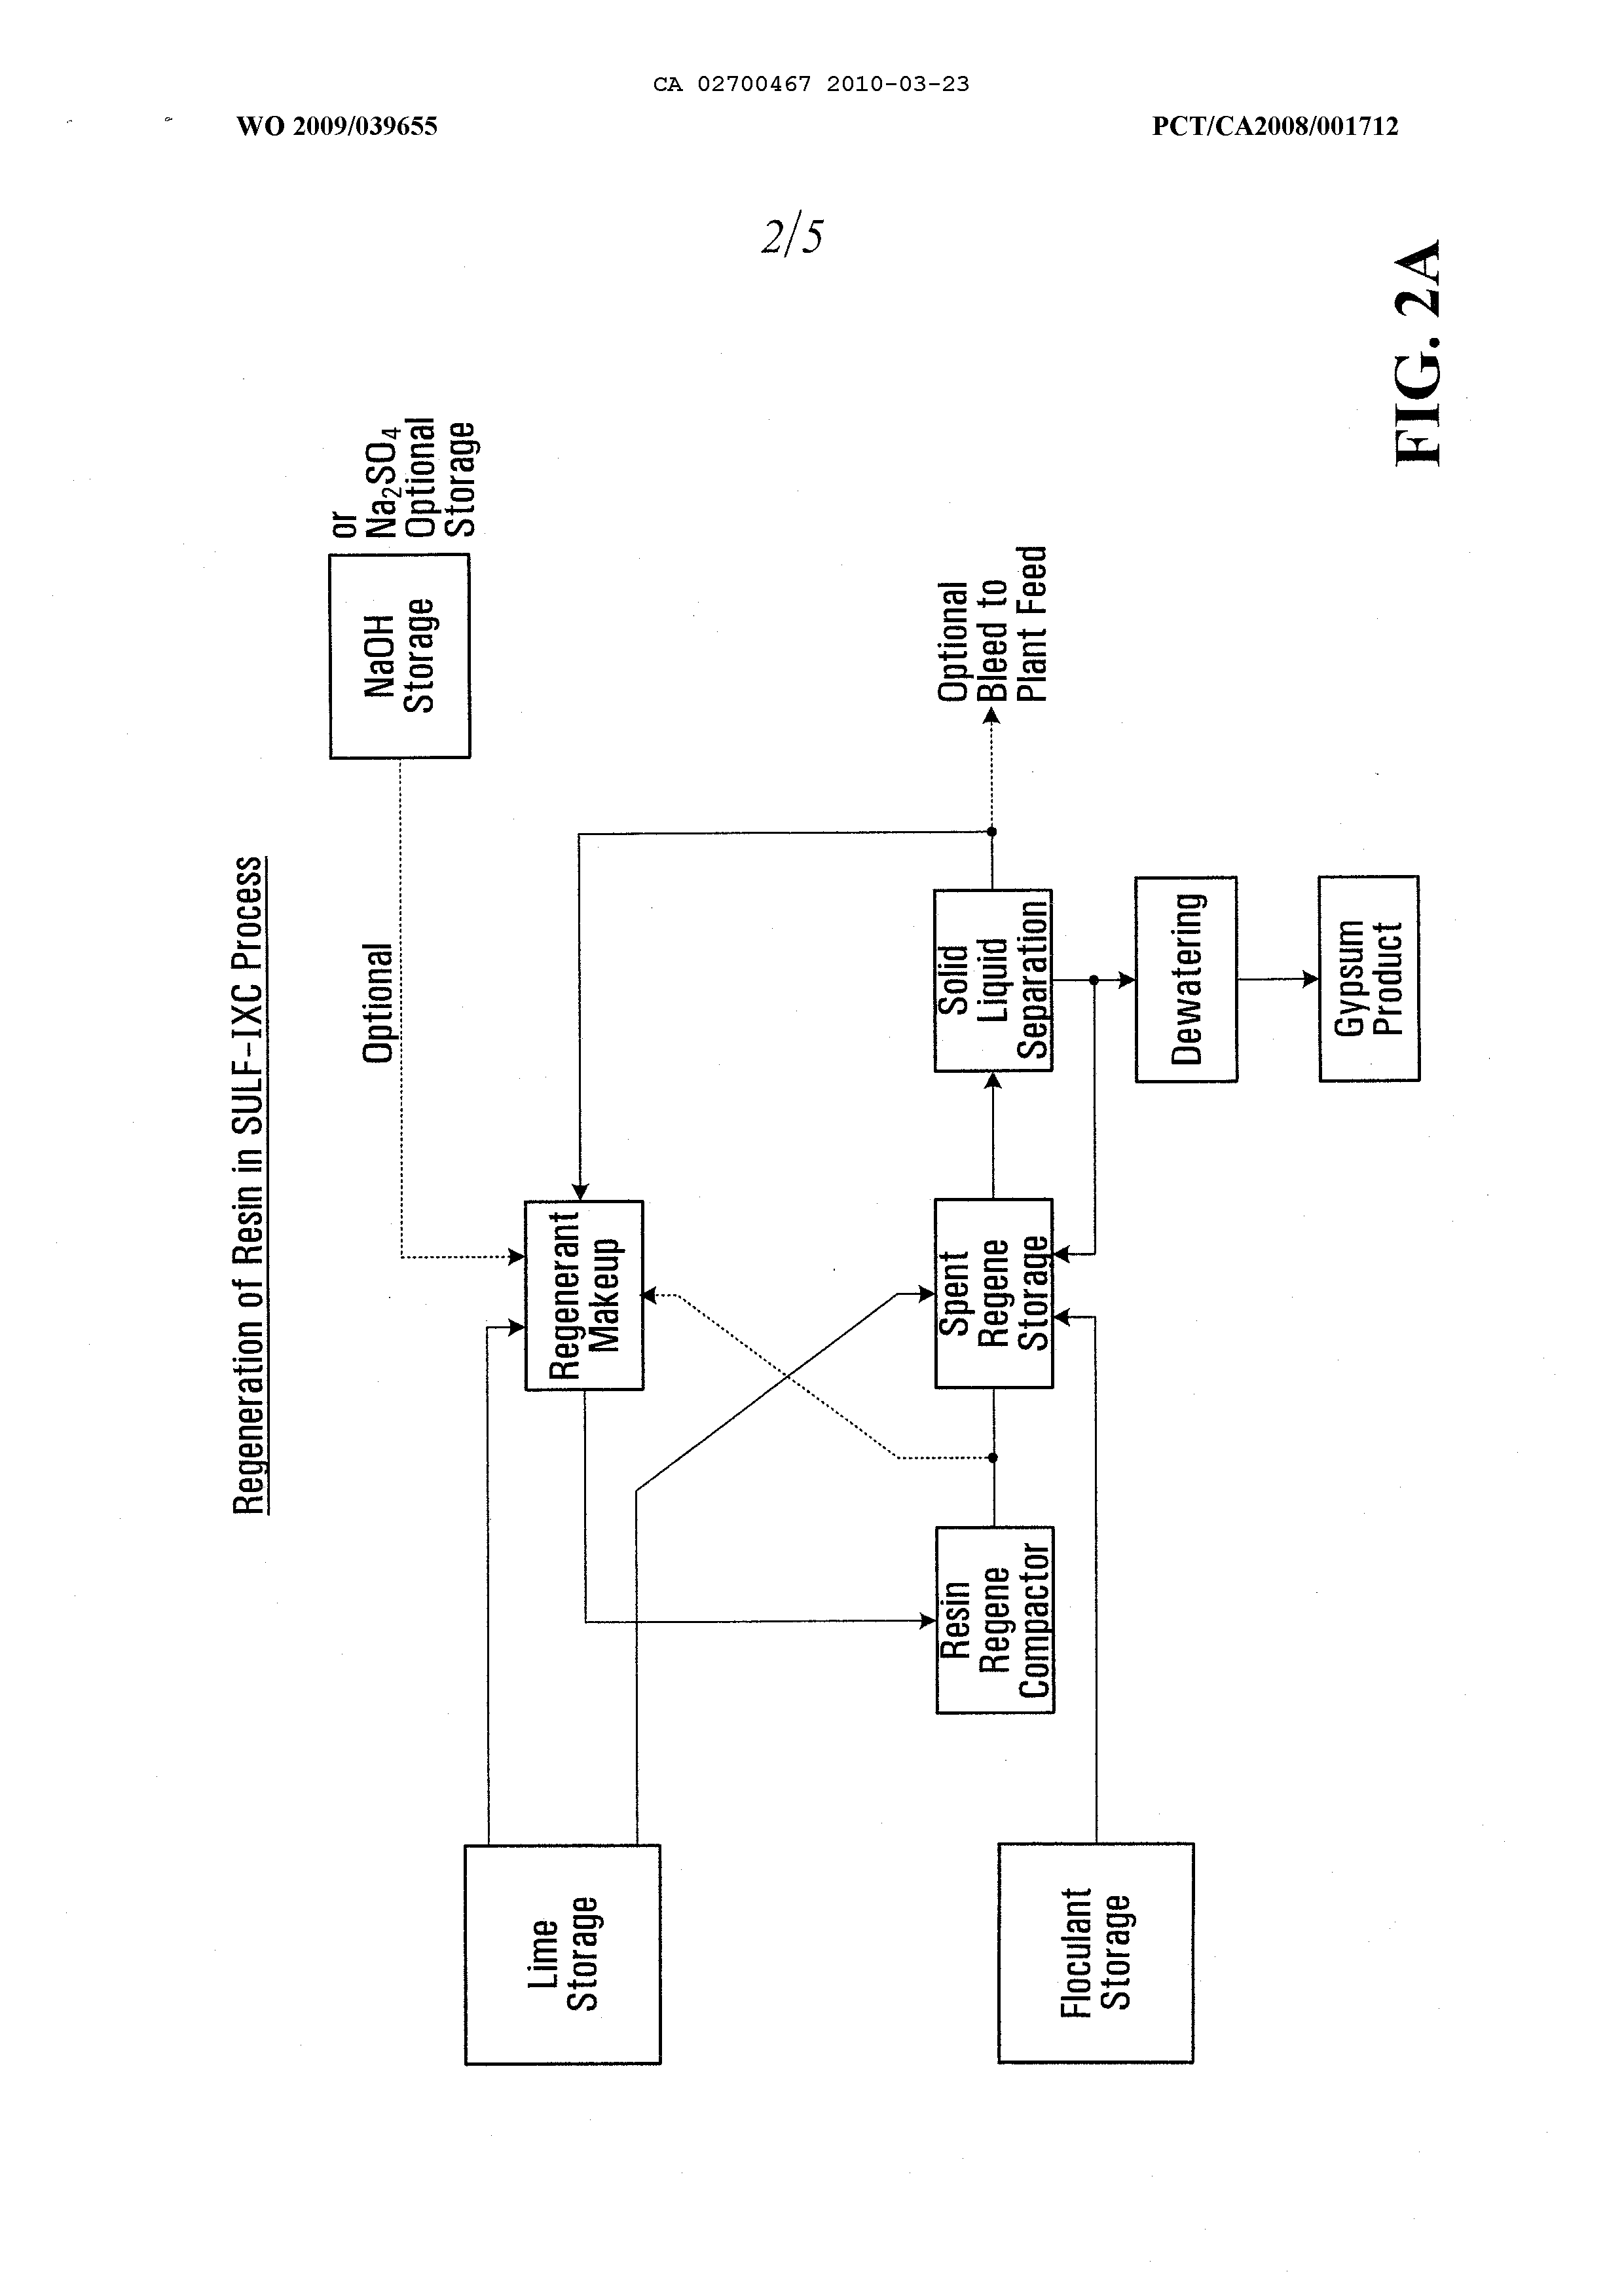 CA 02700467 2010-03-23
WO 2009/039655
PCT/CA2008/001712
2/5
Regeneration of Resin in SULF-IXC Process
Optional
NaOH
Storage
or
Na2SO4
Optional
Storage
Lime
Storage
Regenerant
Makeup
Resin
Regene
Compactor
Spent
Regene
Storage
Solid
Liquid
Separation
Optional
Bleed to
Plant Feed
Floculant
Storage
Dewatering
Gypsum
Product
FIG. 2A